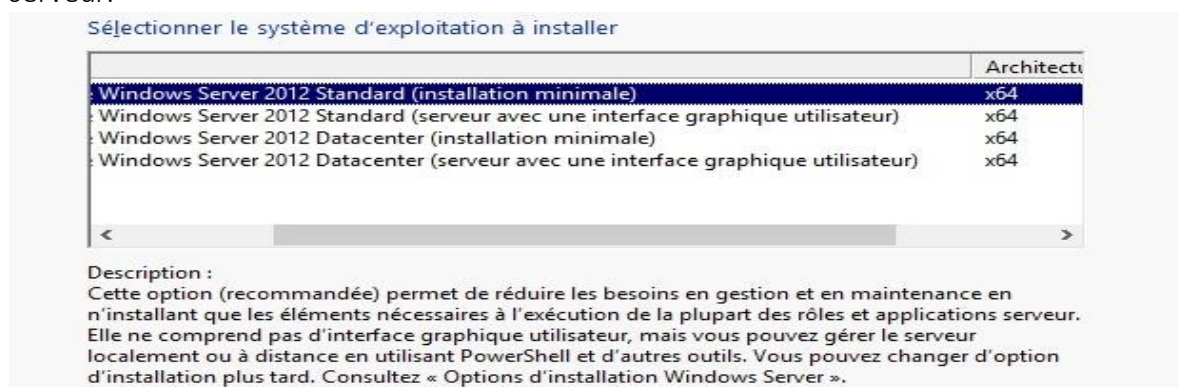 Sélectionner le système d'exploitation à installer
Architectu
Windows Server 2012 Standard (installation minimale) x64
Windows Server 2012 Standard (serveur avec une interface graphique utilisateur) x64
Windows Server 2012 Datacenter (installation minimale) x64
Windows Server 2012 Datacenter (serveur avec une interface graphique utilisateur) x64
Description :
Cette option (recommandée) permet de réduire les besoins en gestion et en maintenance en
n'installant que les éléments nécessaires à l'exécution de la plupart des rôles et applications serveur.
Elle ne comprend pas d'interface graphique utilisateur, mais vous pouvez gérer le serveur
localement ou à distance en utilisant PowerShell et d'autres outils. Vous pouvez changer d'option
d'installation plus tard. Consultez « Options d'installation Windows Server ».